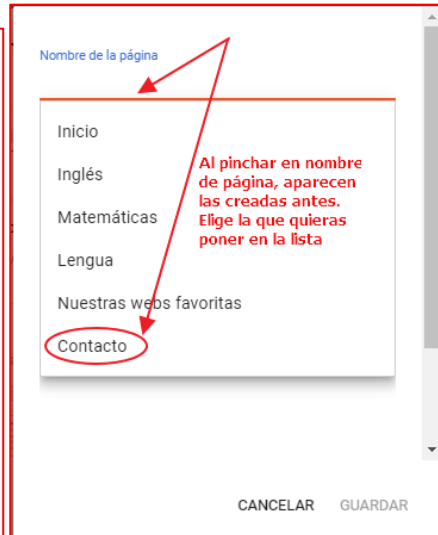 Nombre de la página
Inicio
Inglés
Matemáticas
Lengua
Nuestras webs favoritas
Contacto
Al pinchar en nombre
de página, aparecen
las creadas antes.
Elige la que quieras
poner en la lista
CANCELAR GUARDAR